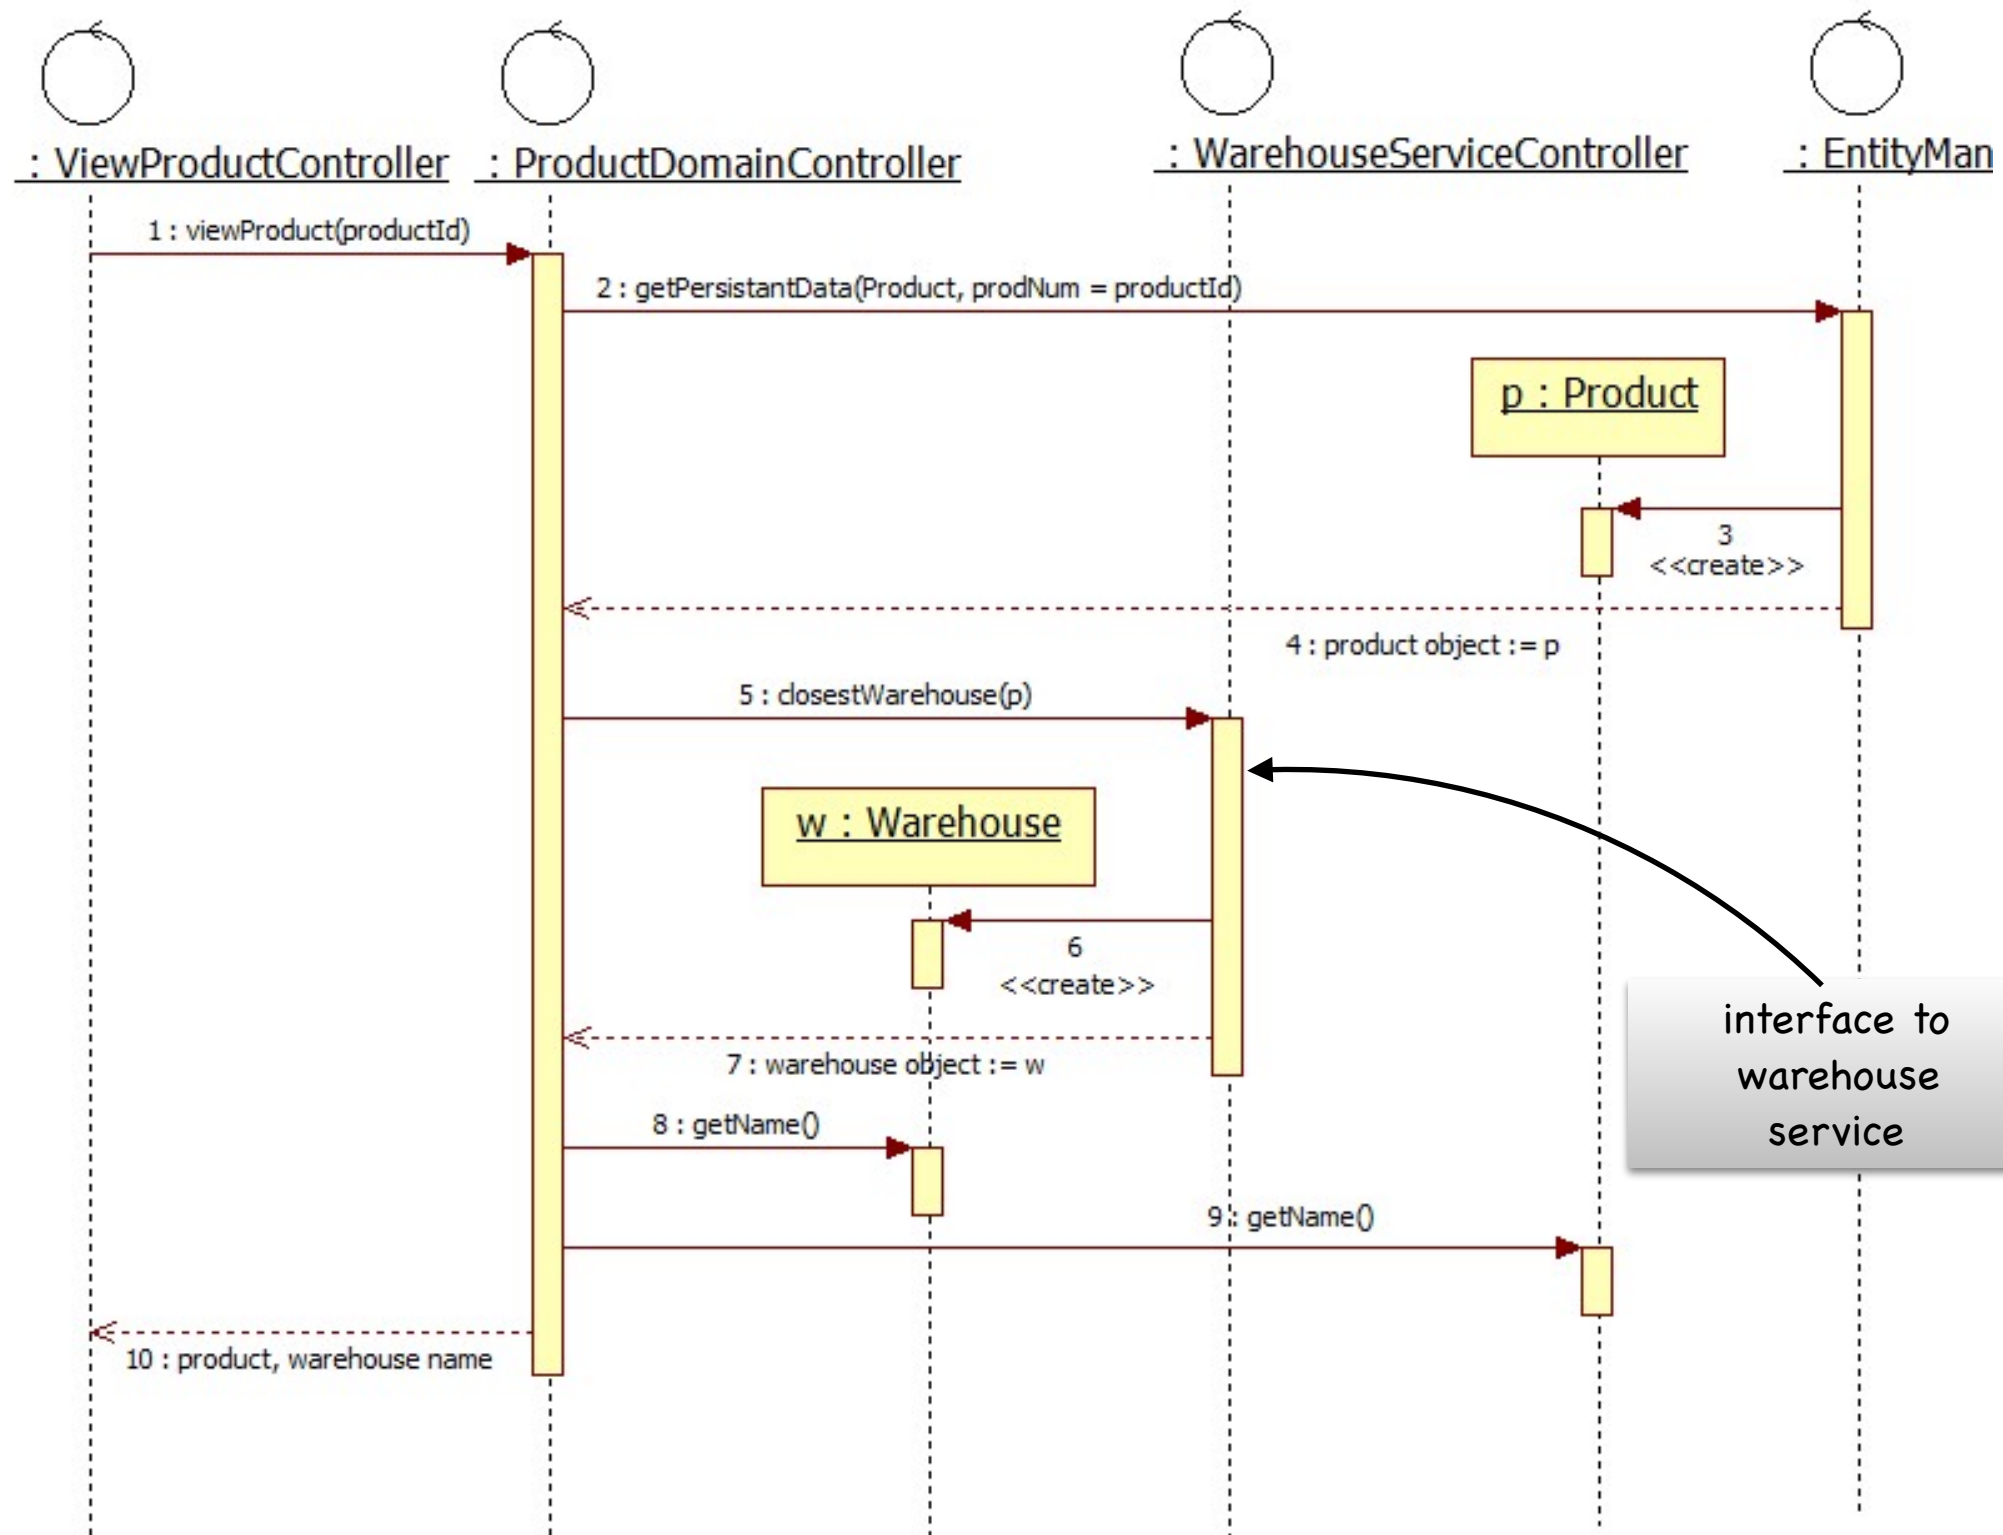 : ViewProductController
: ProductDomainController
: WarehouseServiceController
: EntityMan
1 : viewProduct(productId)
2 : getPersistantData(Product, prodNum = productId)
p : Product
3
<<create>>
4 : product object := p
5 : closestWarehouse(p)
w : Warehouse
6
<<create>>
interface to
warehouse
service
7 : warehouse object := w
8 : getName()
9 : getName()
10 : product, warehouse name